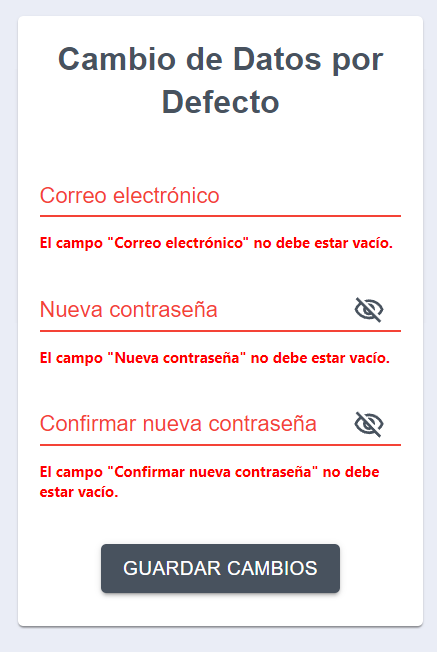 Cambio de Datos por
Defecto
Correo electrónico
El campo "Correo electrónico" no debe estar vacío.
Nueva contraseña
El campo "Nueva contraseña" no debe estar vacío.
Confirmar nueva contraseña
El campo "Confirmar nueva contraseña" no debe
estar vacío.
GUARDAR CAMBIOS